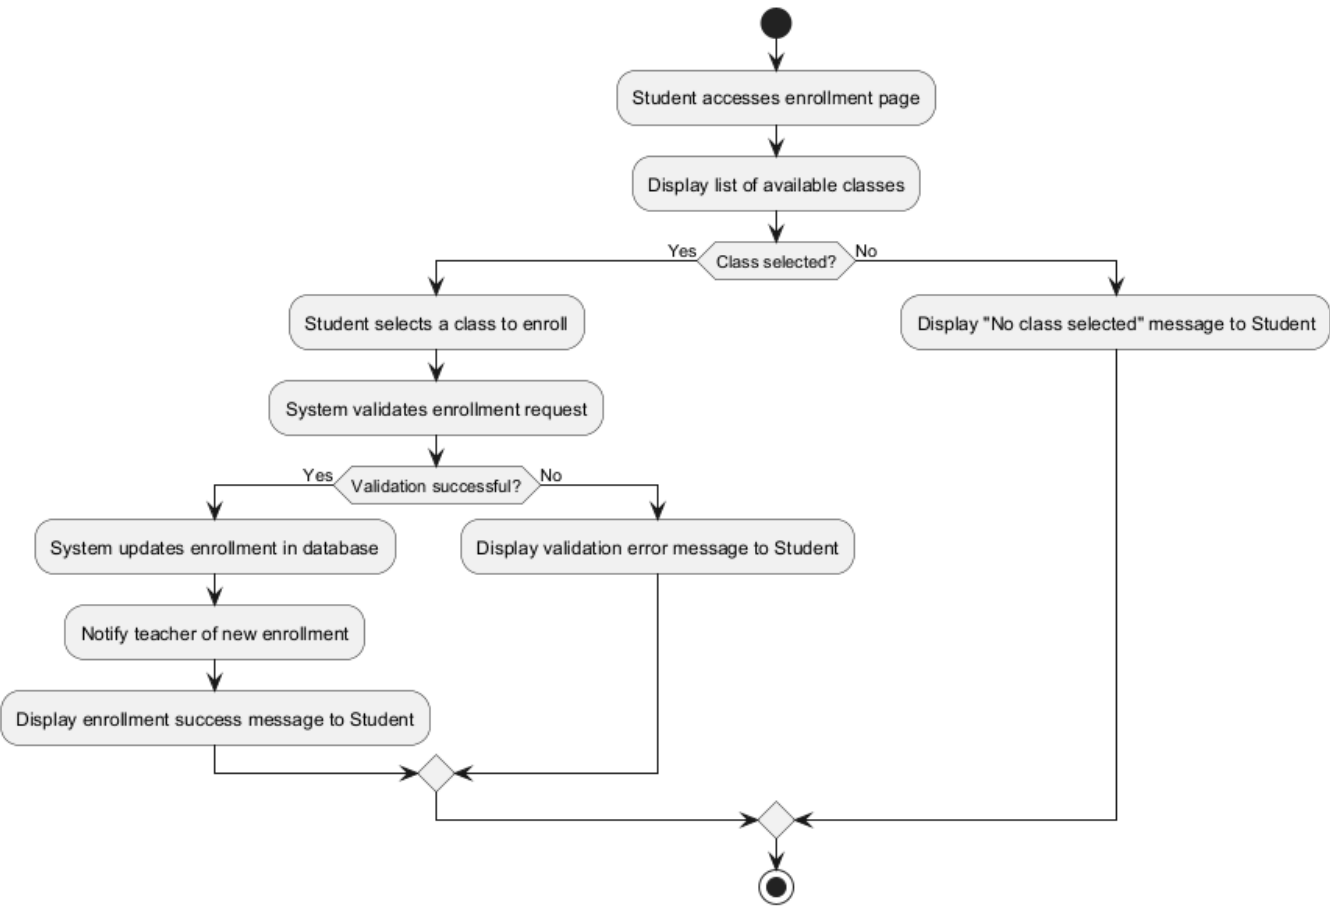 Student accesses enrollment page
Display list of available classes
Yes
Class selected?
No
Student selects a class to enroll
Display "No class selected" message to Student
System validates enrollment request
Yes
Validation successful?
No
System updates enrollment in database
Display validation error message to Student
Notify teacher of new enrollment
Display enrollment success message to Student